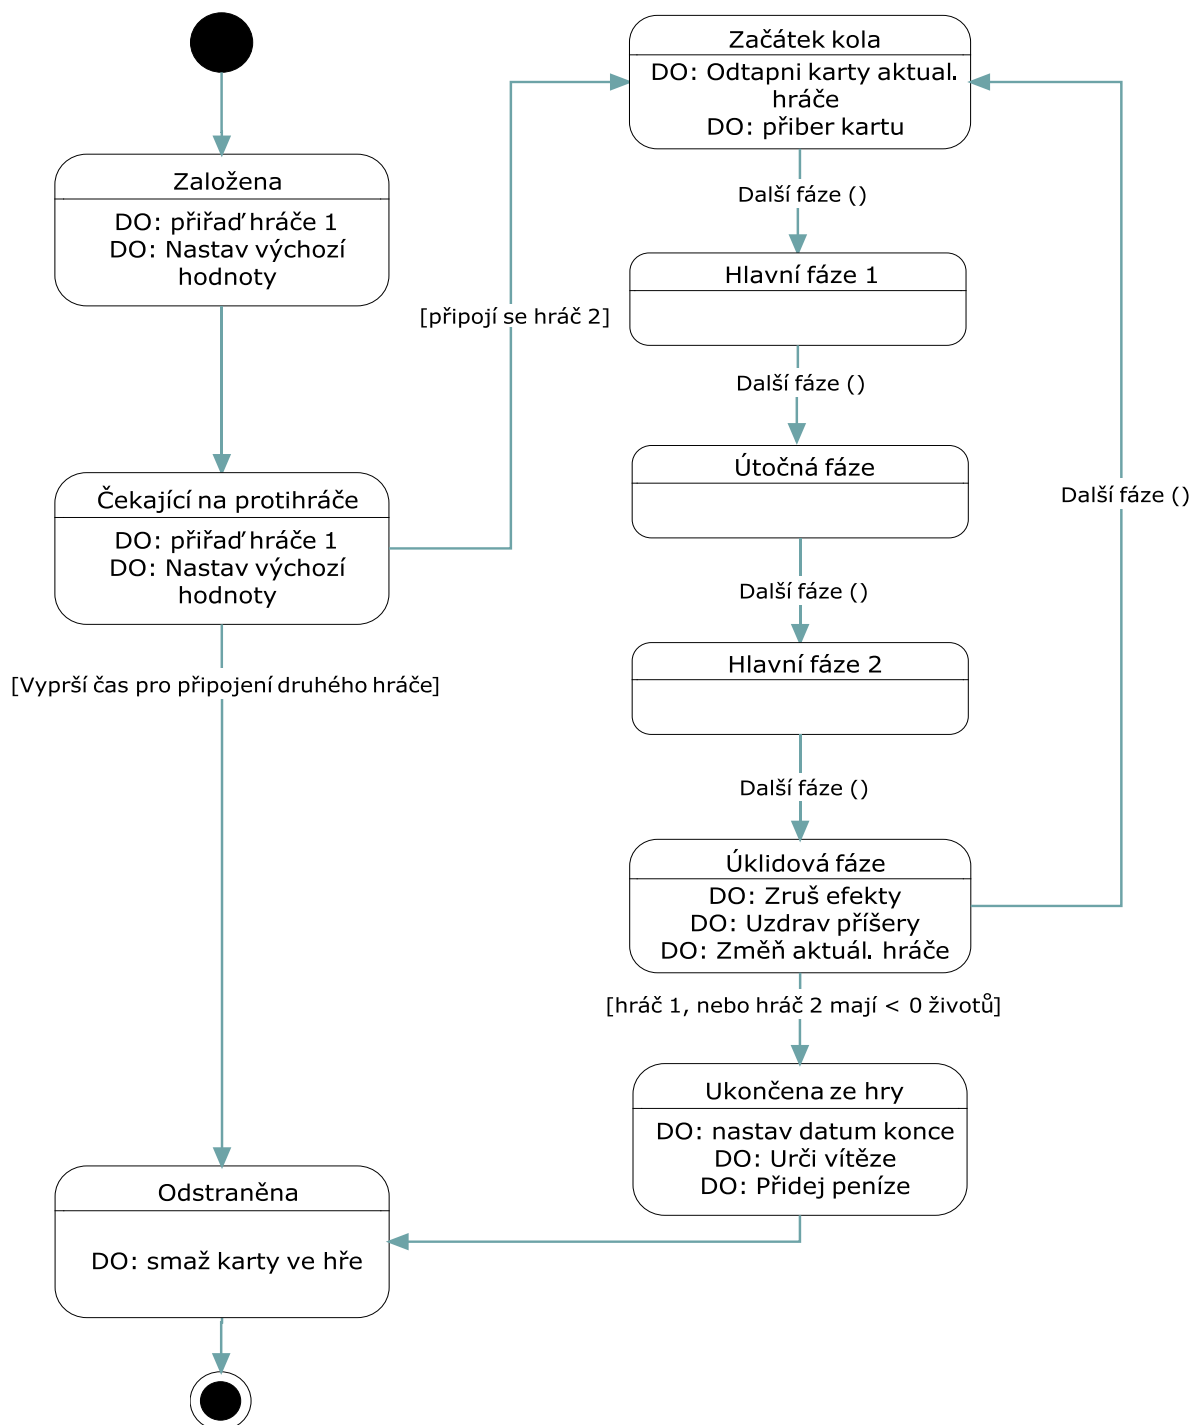 Založena
DO: přiřaď hráče 1
DO: Nastav výchozí
hodnoty
Čekající na protihráče
DO: přiřaď hráče 1
DO: Nastav výchozí
hodnoty
[Vyprší čas pro připojení druhého hráče]
[připojí se hráč 2]
Začátek kola
DO: Odtapni karty aktual.
hráče
DO: přiber kartu
Další fáze ()
Hlavní fáze 1
Další fáze ()
Útočná fáze
Další fáze ()
Hlavní fáze 2
Další fáze ()
Úklidová fáze
DO: Zruš efekty
DO: Uzdrav příšery
DO: Změň aktuál. hráče
Další fáze ()
[hráč 1, nebo hráč 2 mají < 0 životů]
Ukončena ze hry
DO: nastav datum konce
DO: Urči vítěze
DO: Přidej peníze
Odstraněna
DO: smaž karty ve hře